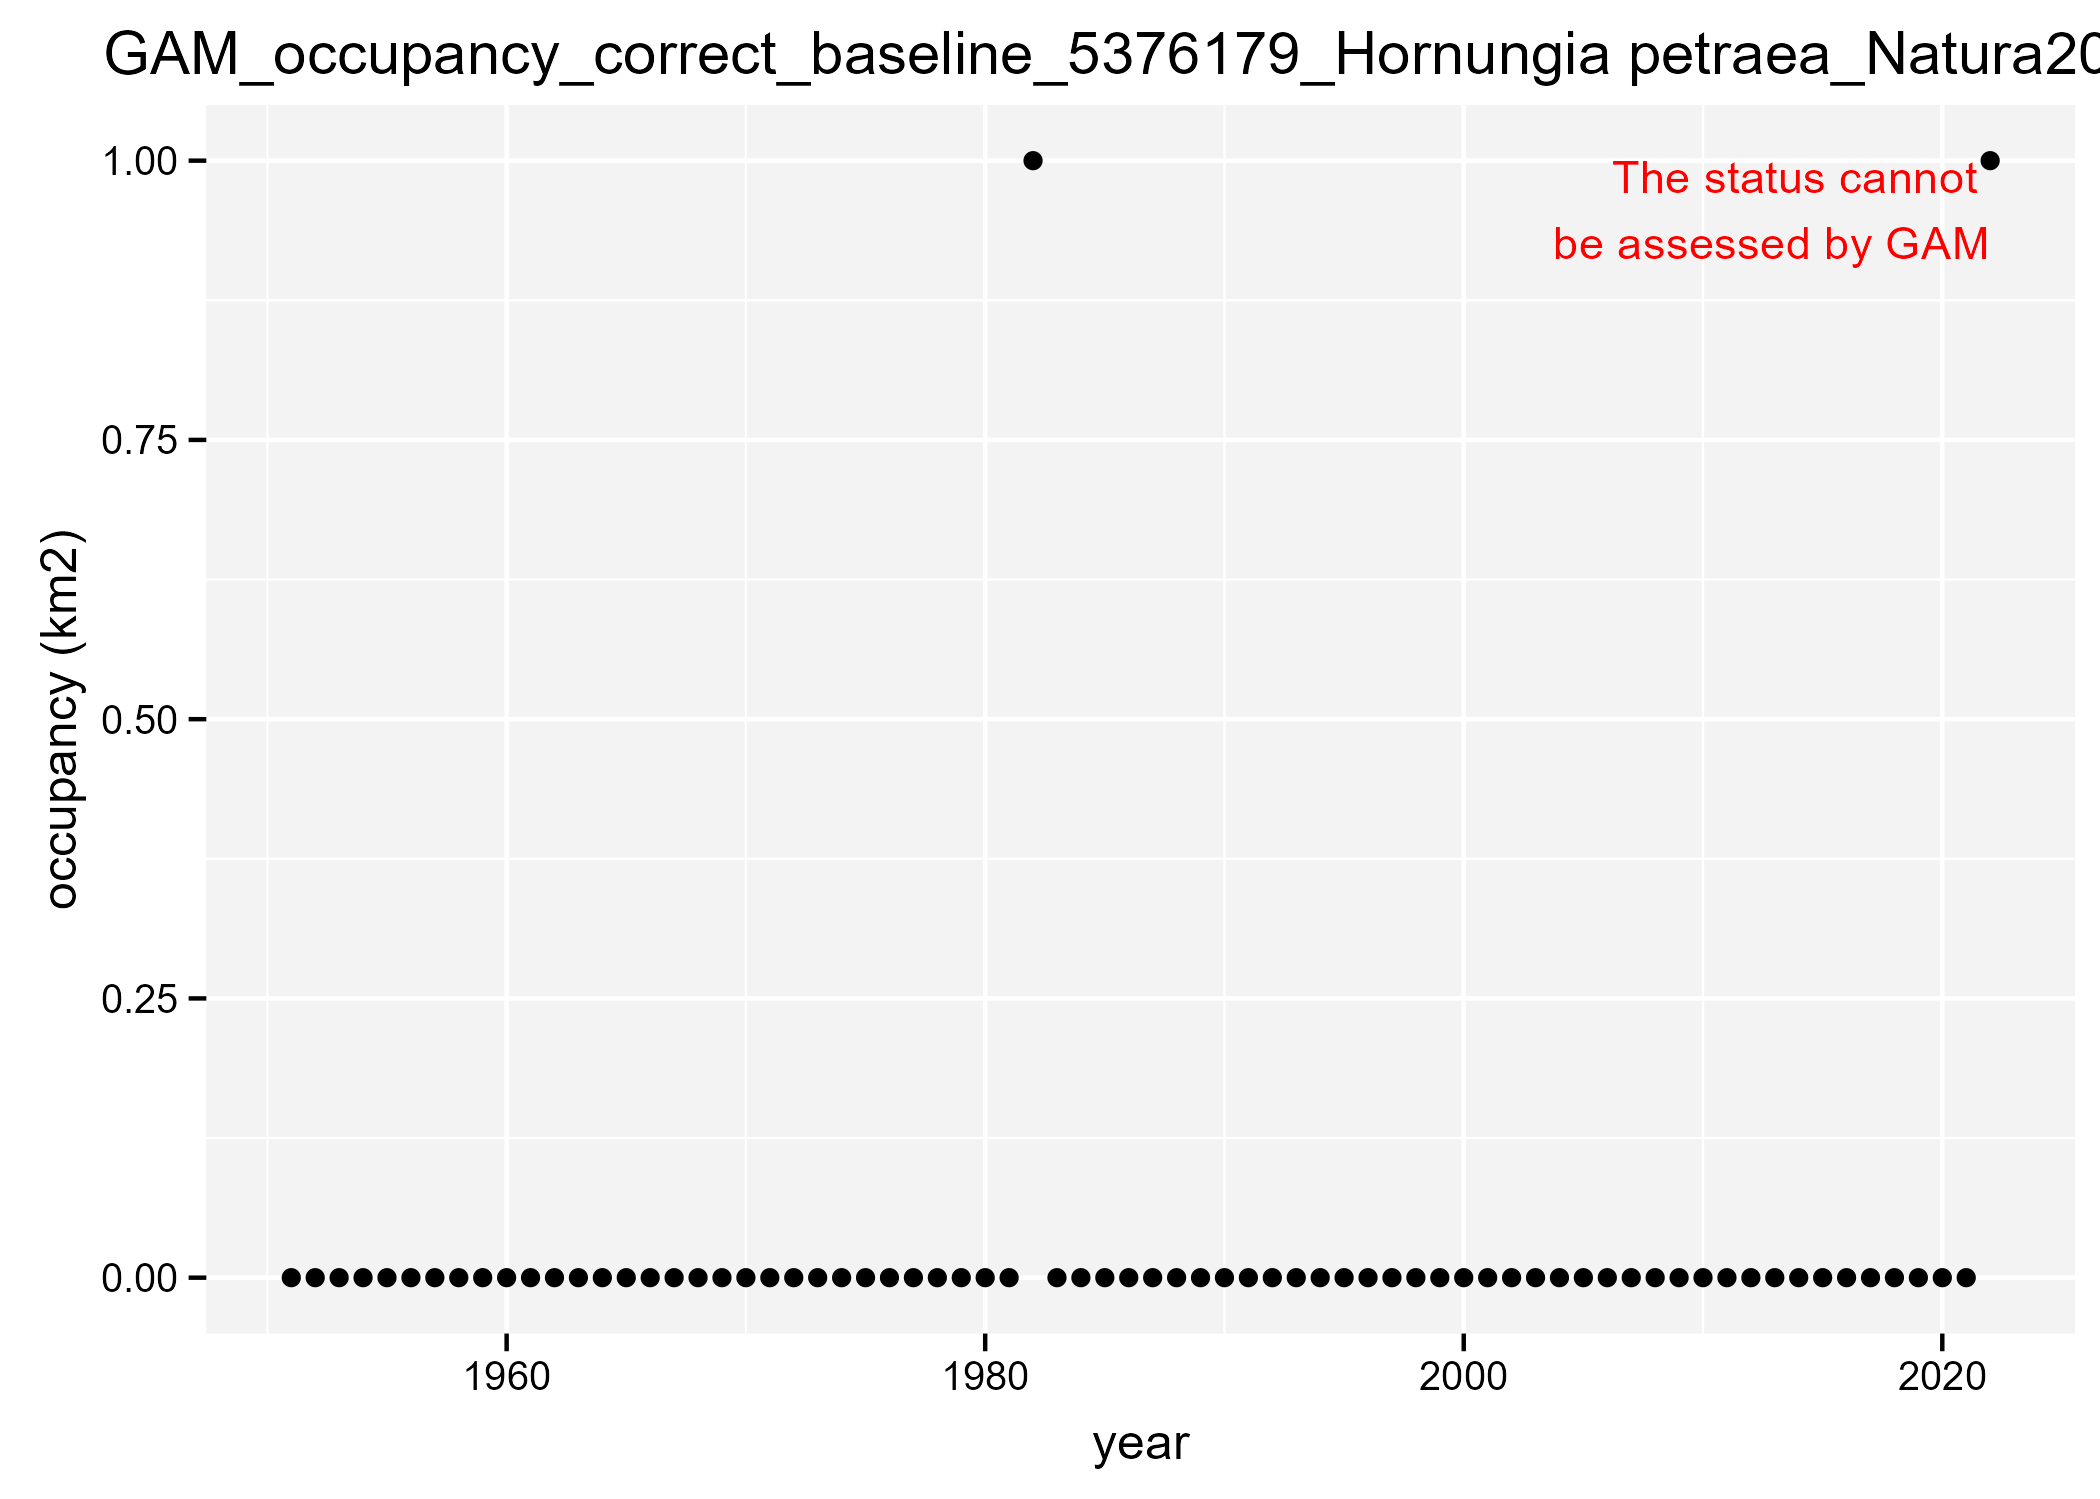 GAM_occupancy_correct_baseline_5376179_Hornungia petraea_Natura20
1.00
The status cannot
be assessed by GAM
0.75
0.50
0.25
0.00
occupancy (km2)
1960 1980 2000 2020
year